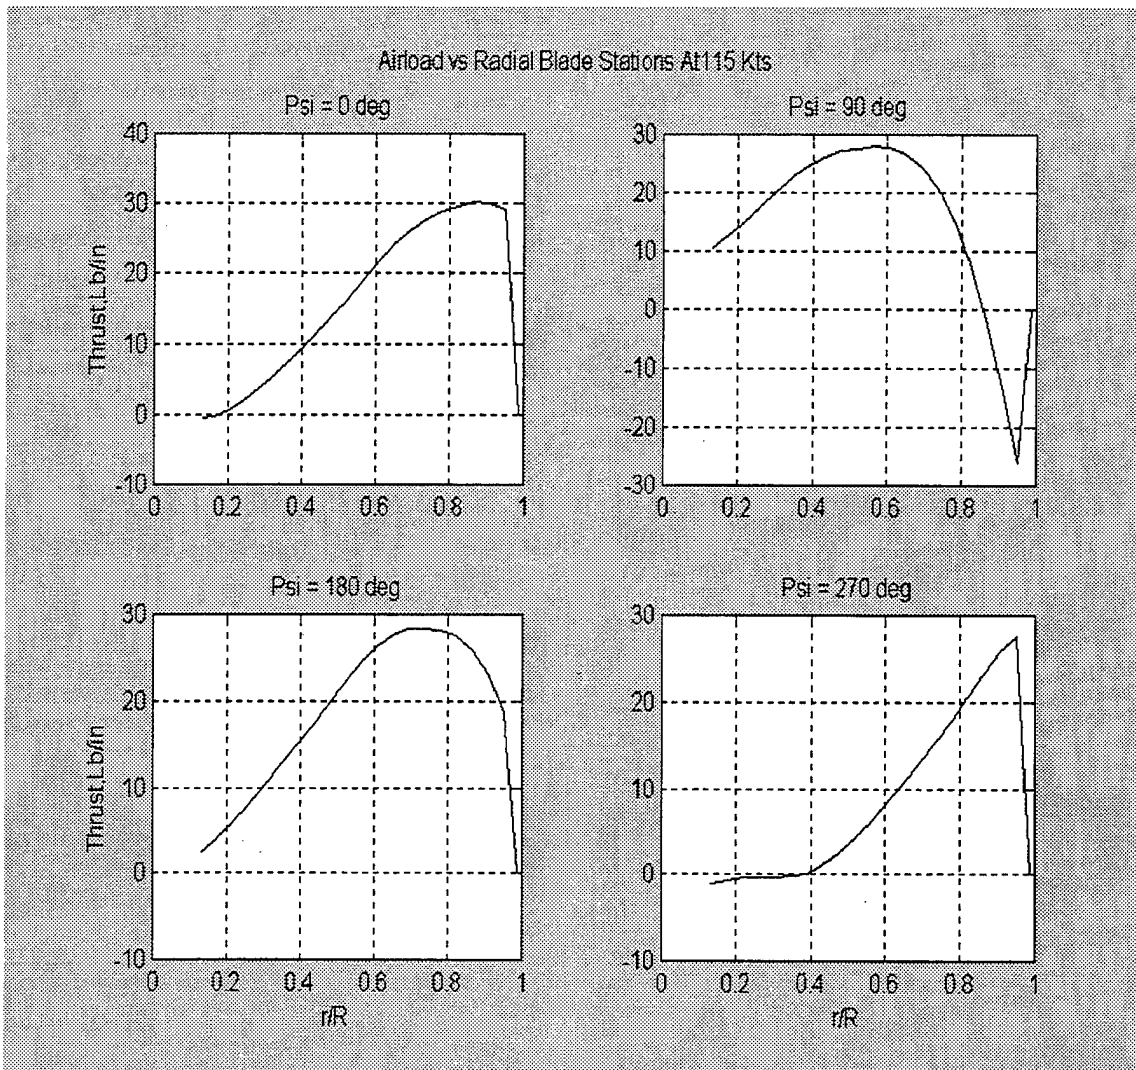 Airload vs Radial Blade Stations At115 Kts
Psi = 0 deg
Psi = 90 deg
40
30
20
10
0
-10
Thrust,Lb/in
0 0.2 0.4 0.6 0.8 1
30
20
10
0
-10
-20
-30
0 0.2 0.4 0.6 0.8 1
Psi = 180 deg
Psi = 270 deg
30
20
10
0
-10
Thrust,Lb/in
0 0.2 0.4 0.6 0.8 1
r/R
30
20
10
0
-10
0 0.2 0.4 0.6 0.8 1
r/R